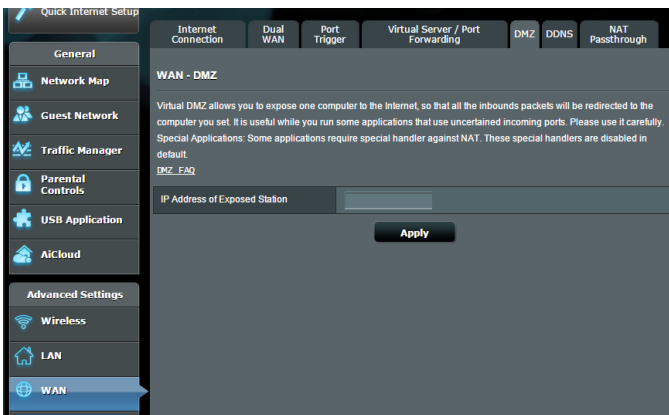 Quick Internet Setup
General
Network Map
Guest Network
Traffic Manager
Parental
Controls
USB Application
AiCloud
Advanced Settings
Wireless
LAN
WAN
Internet
Connection
Dual
WAN
Port
Trigger
Virtual Server / Port
Forwarding
DMZ
DDNS
NAT
Passthrough
WAN - DMZ
Virtual DMZ allows you to expose one computer to the Internet, so that all the inbounds packets will be redirected to the
computer you set. It is useful while you run some applications that use uncertained incoming ports. Please use it carefully.
Special Applications: Some applications require special handler against NAT. These special handlers are disabled in
default.
DMZ FAQ
IP Address of Exposed Station
Apply